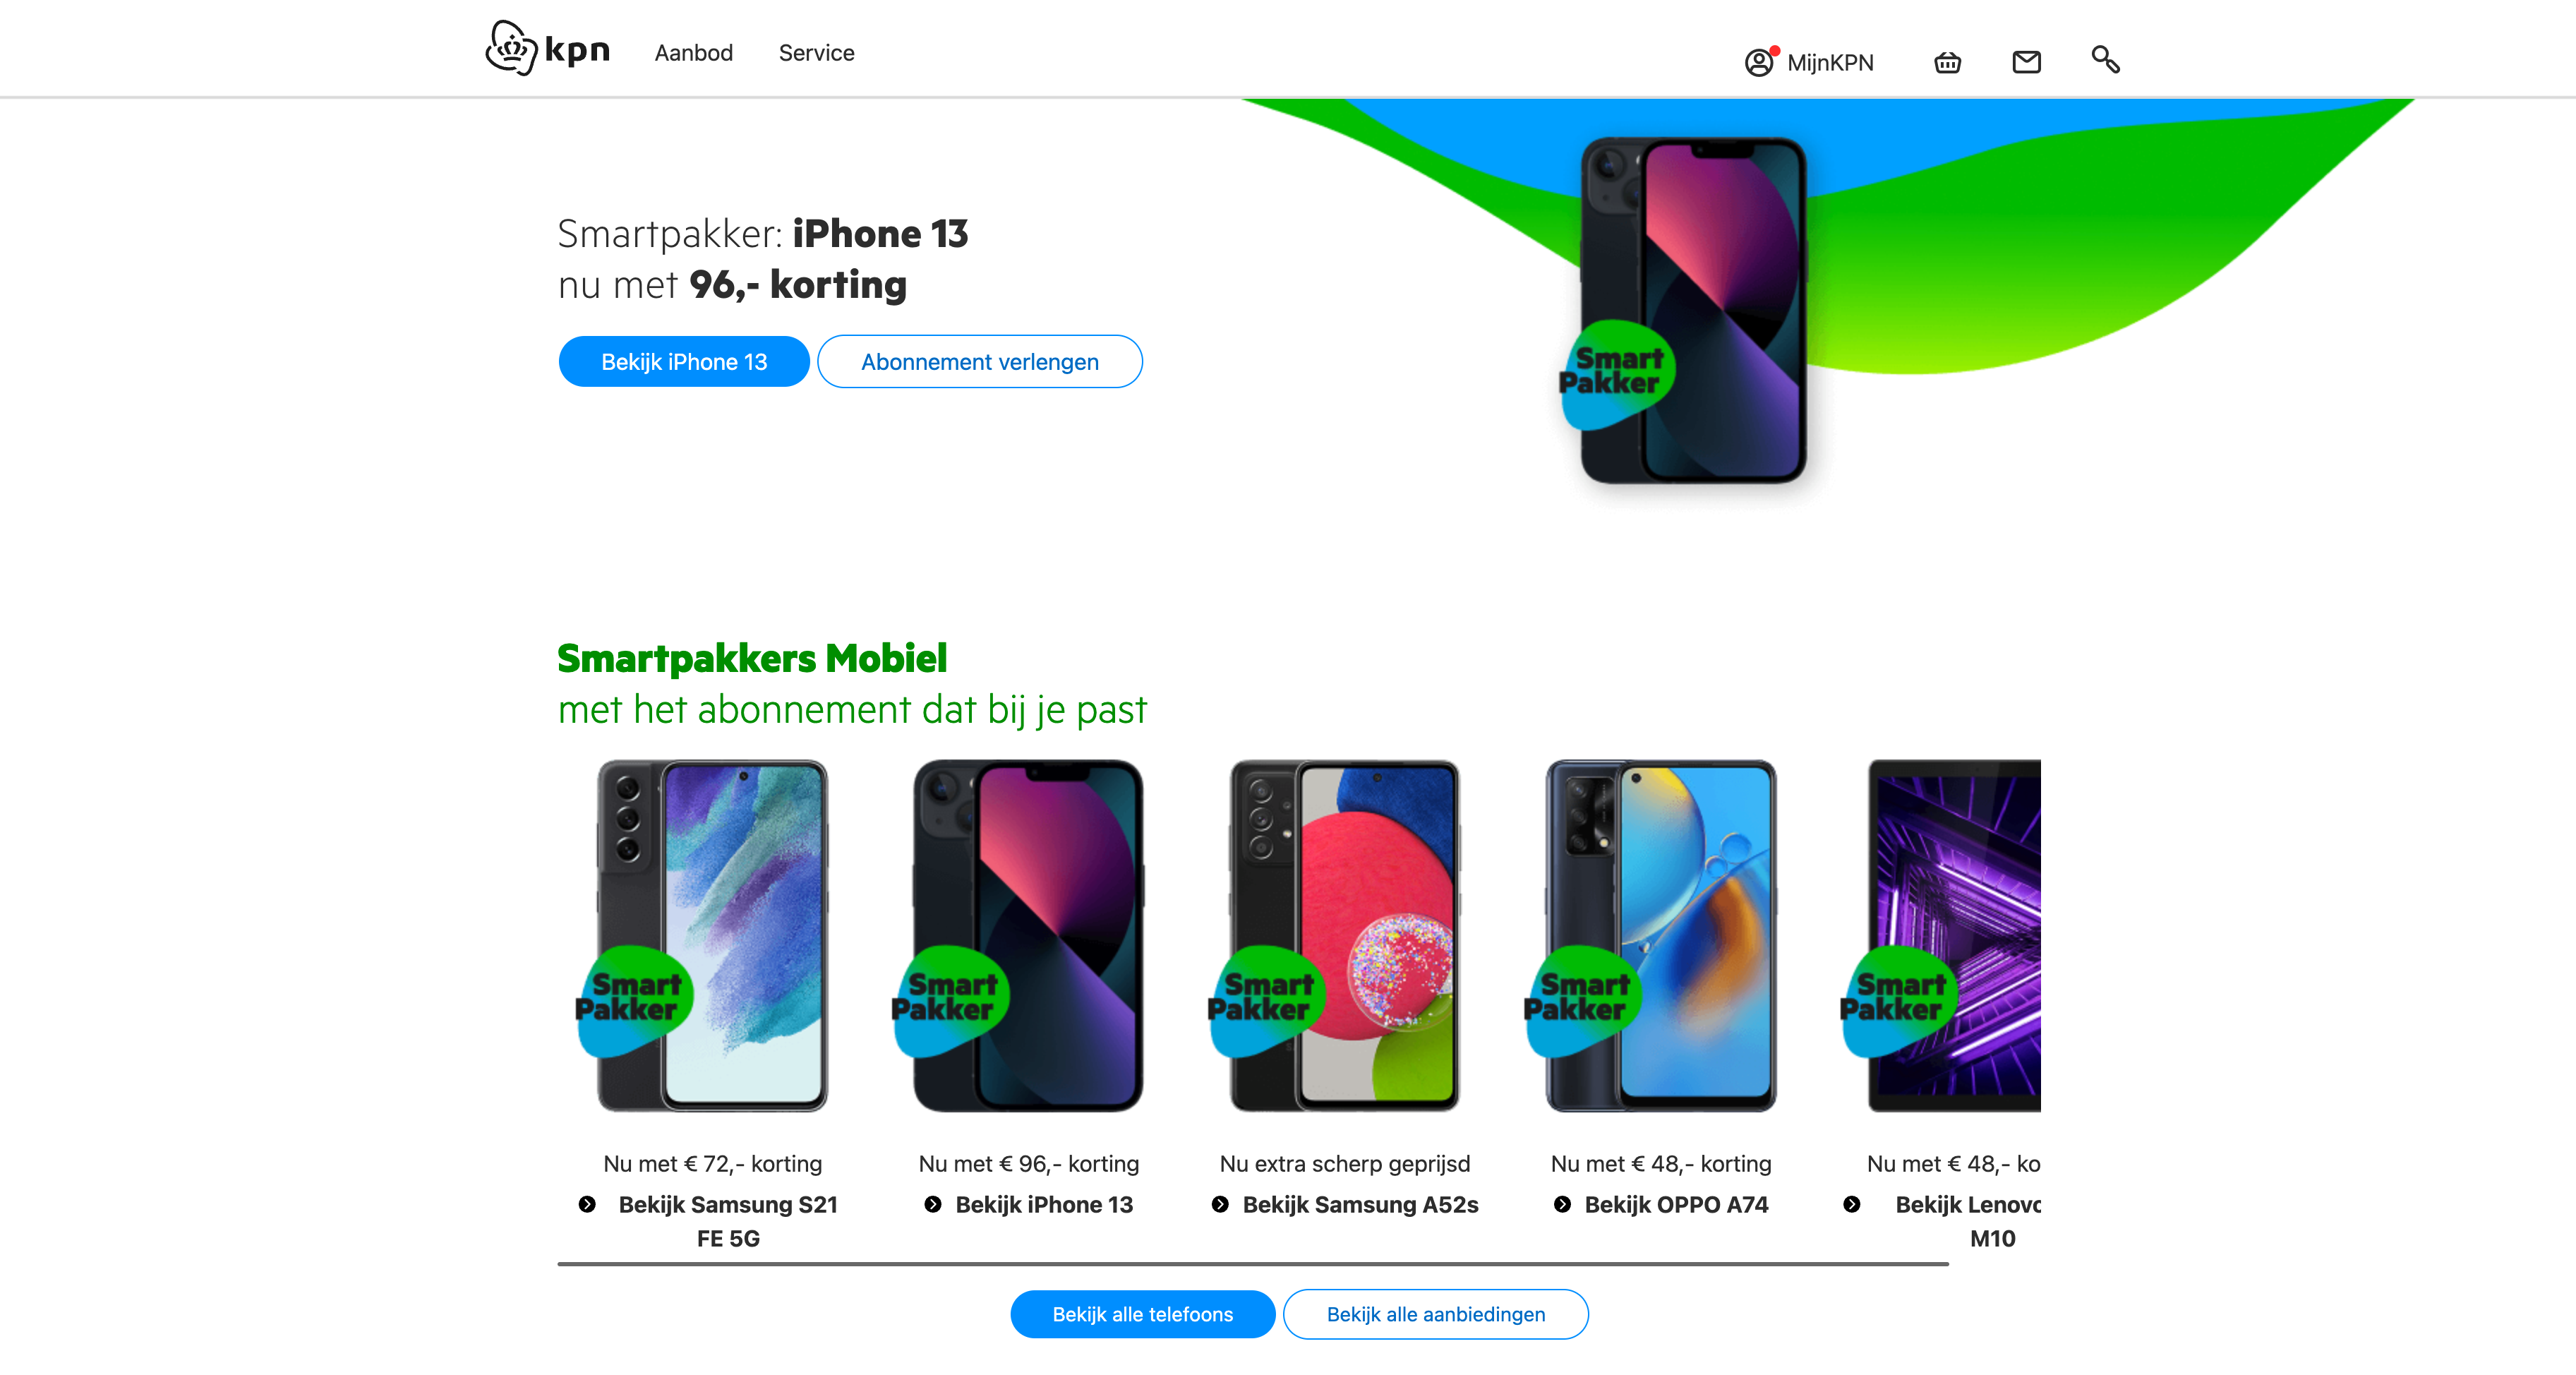 kpn
Aanbod
Service
MijnKPN
Smartpakker: iPhone 13
nu met 96,- korting
Bekijk iPhone 13
Abonnement verlengen
Smart
Pakker
Smartpakkers Mobiel
met het abonnement dat bij je past
Smart
Pakker
Smart
Pakker
Smart
Pakker
Smart
Pakker
Smart
Pakker
Nu met € 72,- korting
Bekijk Samsung S21
FE 5G
Nu met € 96,- korting
Bekijk iPhone 13
Nu extra scherp geprijsd
Bekijk Samsung A52s
Nu met € 48,- korting
Bekijk OPPO A74
Nu met € 48,- ko
Bekijk Lenovo
M10
Bekijk alle telefoons
Bekijk alle aanbiedingen